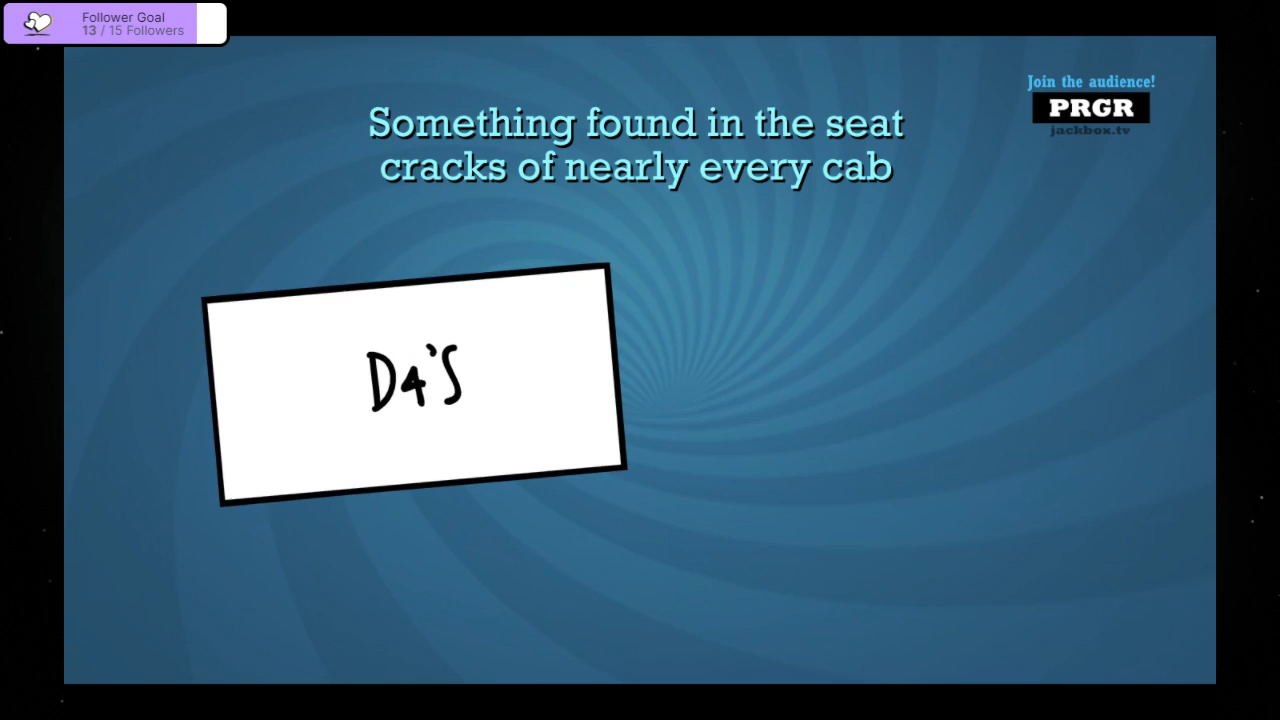 Follower Goal
13 / 15 Followers
Join the audience!
PRGR
jackbox.tv
Something found in the seat
cracks of nearly every cab
D4'S